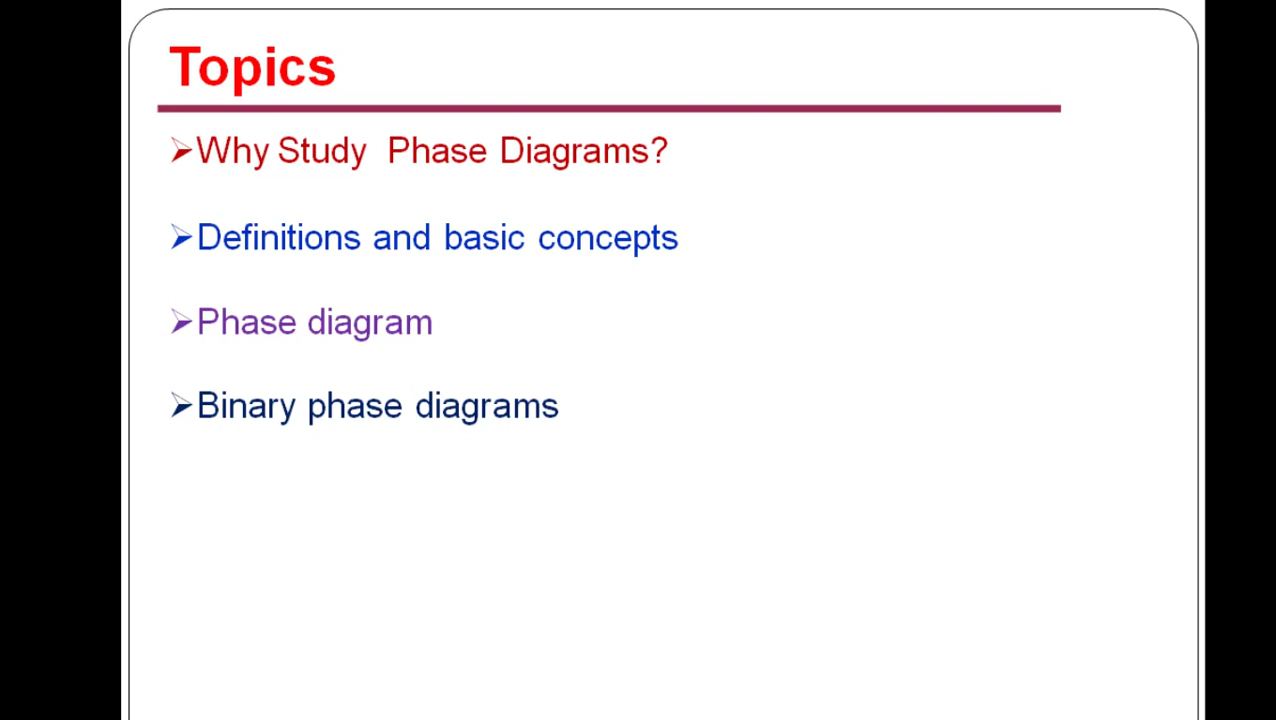 Topics
➢Why Study  Phase Diagrams?
➢Definitions and basic concepts
➢Phase diagram
➢Binary phase diagrams